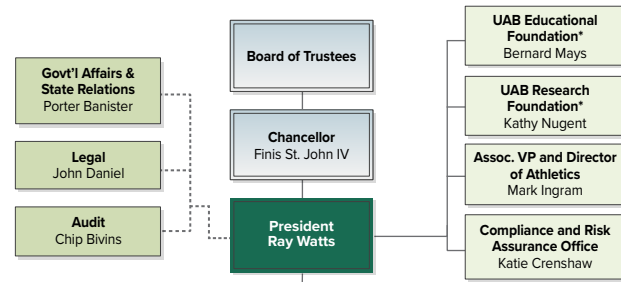 Board of Trustees
Chancellor
Finis St. John IV
President
Ray Watts
Gov't'l Affairs &
State Relations
Porter Banister
Legal
John Daniel
Audit
Chip Bivins
UAB Educational
Foundation*
Bernard Mays
UAB Research
Foundation*
Kathy Nugent
Assoc. VP and Director
of Athletics
Mark Ingram
Compliance and Risk
Assurance Office
Katie Crenshaw